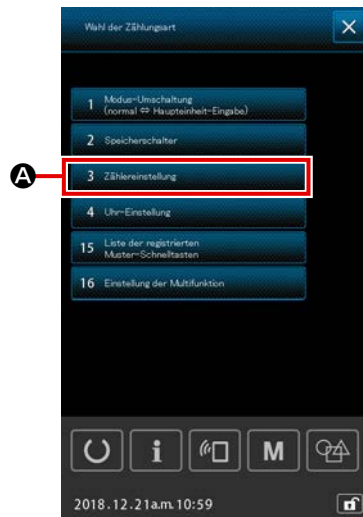 Wahl der Zählungsart
1 Modus-Umschaltung
(normal ⇔ Haupteinheit-Eingabe)
2 Speicherschalter
A
3 Zählereinstellung
4 Uhr-Einstellung
15 Liste der registrierten
Muster-Schnelltasten
16 Einstellung der Multifunktion
i
M
2018.12.21a.m.10:59